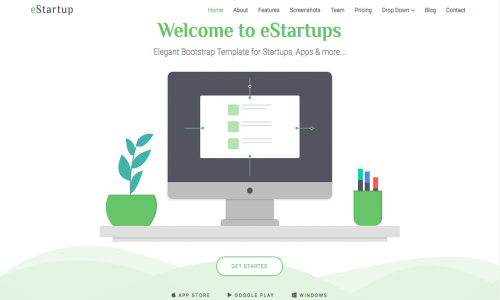 eStartup
Home About Features Screenshots Team Pricing Drop Down Blog Contact
Welcome to eStartups
Elegant Bootstrap Template for Startups, Apps & more...
GET STARTED
APP STORE GOOGLE PLAY WINDOWS